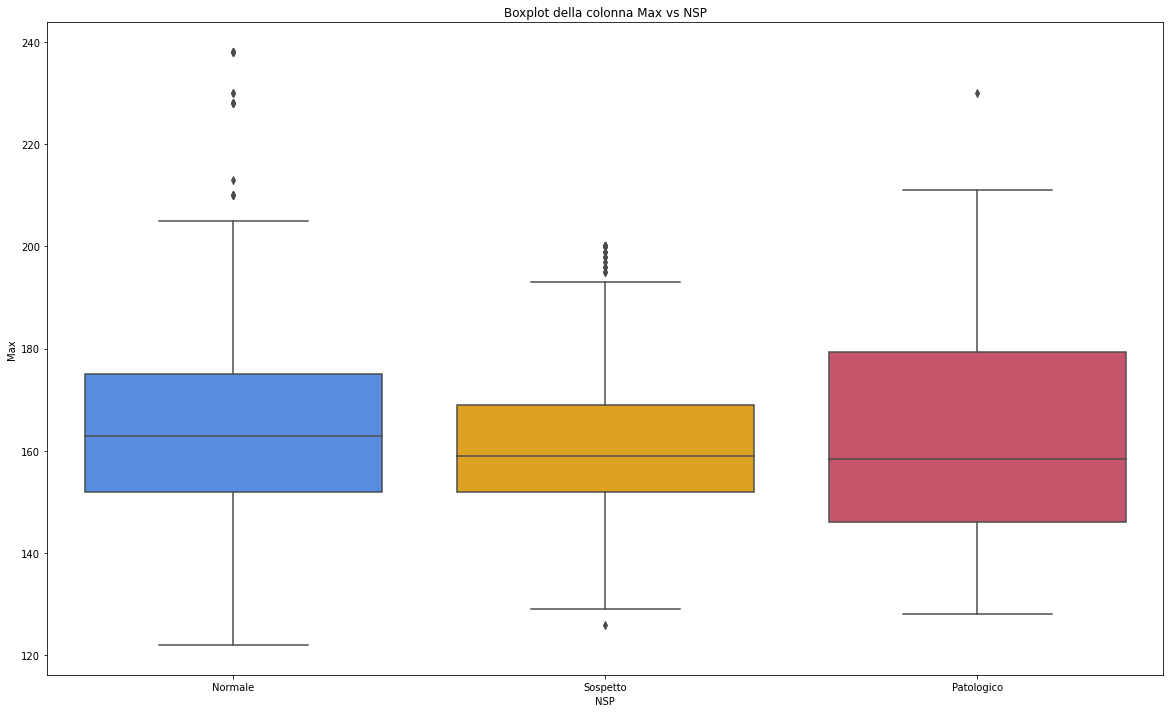 Boxplot della colonna Max vs NSP
240
220
200
180
160
140
120
Max
Normale
Sospetto
Patologico
NSP